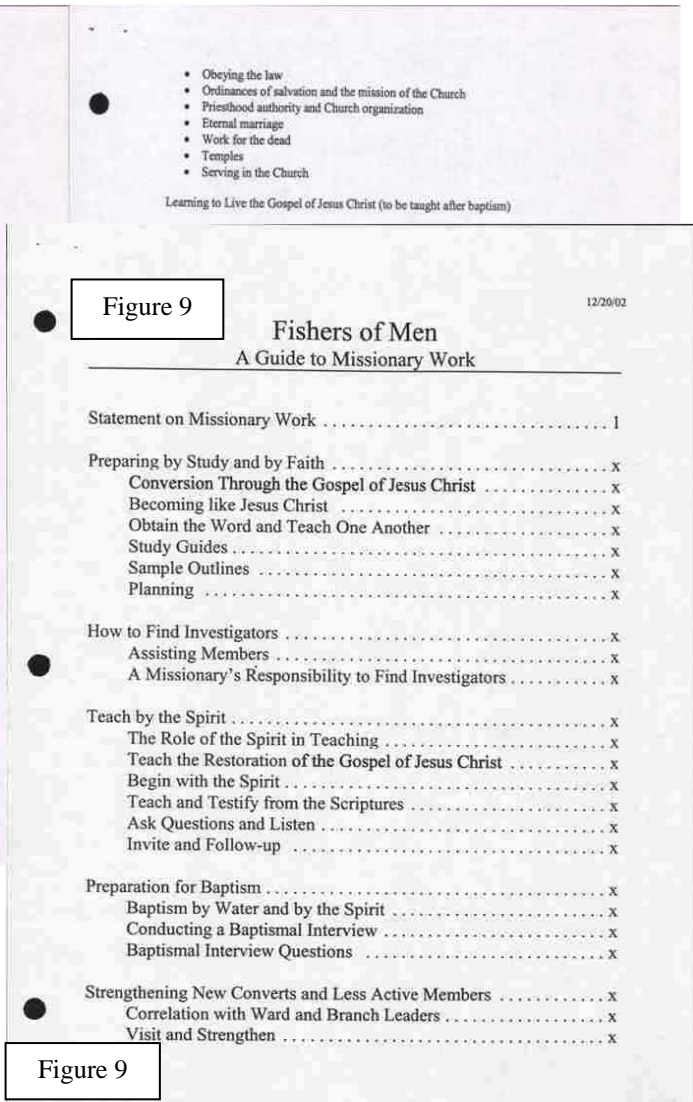 • Obeying the law
• Ordinances of salvation and the mission of the Church
• Priesthood authority and Church organization
• Eternal marriage
• Work for the dead
• Temples
• Serving in the Church
Learning to Live the Gospel of Jesus Christ (to be taught after baptism)
Figure 9
12/20/02
Fishers of Men
A Guide to Missionary Work
Statement on Missionary Work . . . . . . . . . . . . . . . . . . . . . . . . . . . . . . 1
Preparing by Study and by Faith . . . . . . . . . . . . . . . . . . . . . . . . . . . . . x
Conversion Through the Gospel of Jesus Christ . . . . . . . . . . . . . . x
Becoming like Jesus Christ . . . . . . . . . . . . . . . . . . . . . . . . . . . . x
Obtain the Word and Teach One Another . . . . . . . . . . . . . . . . . . x
Study Guides . . . . . . . . . . . . . . . . . . . . . . . . . . . . . . . . . . . . . . . x
Sample Outlines . . . . . . . . . . . . . . . . . . . . . . . . . . . . . . . . . . . . x
Planning . . . . . . . . . . . . . . . . . . . . . . . . . . . . . . . . . . . . . . . . . . x
How to Find Investigators . . . . . . . . . . . . . . . . . . . . . . . . . . . . . . . . . . x
Assisting Members . . . . . . . . . . . . . . . . . . . . . . . . . . . . . . . . . . x
A Missionary's Responsibility to Find Investigators . . . . . . . . . . . x
Teach by the Spirit . . . . . . . . . . . . . . . . . . . . . . . . . . . . . . . . . . . . . . . x
The Role of the Spirit in Teaching . . . . . . . . . . . . . . . . . . . . . . . . x
Teach the Restoration of the Gospel of Jesus Christ . . . . . . . . . . . x
Begin with the Spirit . . . . . . . . . . . . . . . . . . . . . . . . . . . . . . . . . x
Teach and Testify from the Scriptures . . . . . . . . . . . . . . . . . . . . . x
Ask Questions and Listen . . . . . . . . . . . . . . . . . . . . . . . . . . . . . . x
Invite and Follow-up . . . . . . . . . . . . . . . . . . . . . . . . . . . . . . . . . x
Preparation for Baptism . . . . . . . . . . . . . . . . . . . . . . . . . . . . . . . . . . . . x
Baptism by Water and by the Spirit . . . . . . . . . . . . . . . . . . . . . . . x
Conducting a Baptismal Interview . . . . . . . . . . . . . . . . . . . . . . . . x
Baptismal Interview Questions . . . . . . . . . . . . . . . . . . . . . . . . . . x
Strengthening New Converts and Less Active Members . . . . . . . . . . . . x
Correlation with Ward and Branch Leaders . . . . . . . . . . . . . . . . . x
Visit and Strengthen . . . . . . . . . . . . . . . . . . . . . . . . . . . . . . . . . . x
Figure 9